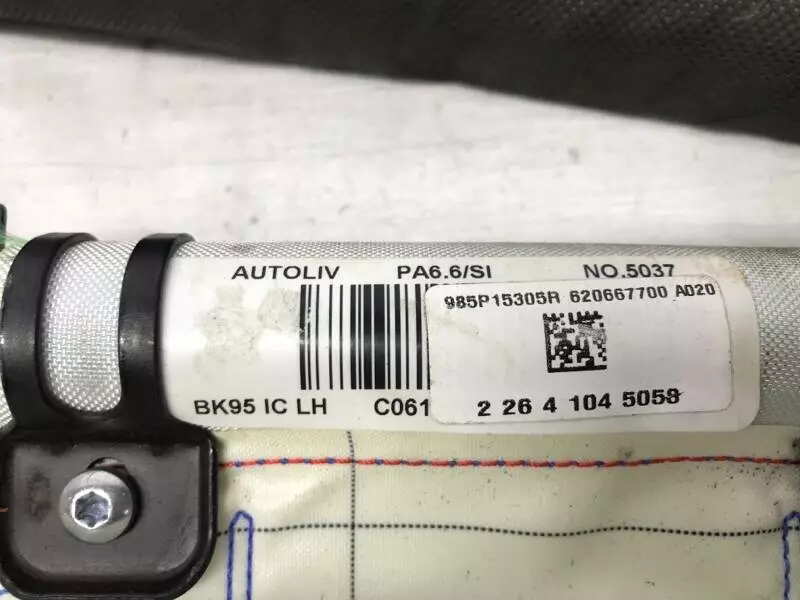 AUTOLIV PA6.6/SI NO.5037
985P15305R 620667700 A020
BK95 IC LH C061
2 26 4 104 5058